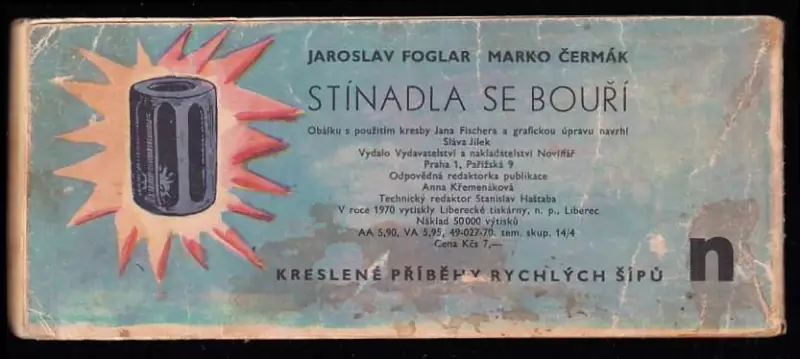 JAROSLAV FOGLAR MARKO ČERMÁK
STÍNADLA SE BOUŘÍ
Obálku s použitím kresby Jana Fischera a grafickou úpravu navrhl
Sláva Jílek
Vydalo Vydavatelství a nakladatelství Novinář
Praha 1, Pařížská 9
Odpovědná redaktorka publikace
Anna Křemenáková
Technický redaktor Stanislav Haštaba
V roce 1970 vytiskly Liberecké tiskárny, n. p., Liberec
Náklad 50 000 výtisků
AA 5,90, VA 5,95, 49-027-70. tem. skup. 14/4
Cena Kčs 7,—
KRESLENÉ PŘÍBĚHY RYCHLÝCH ŠÍPŮ
n